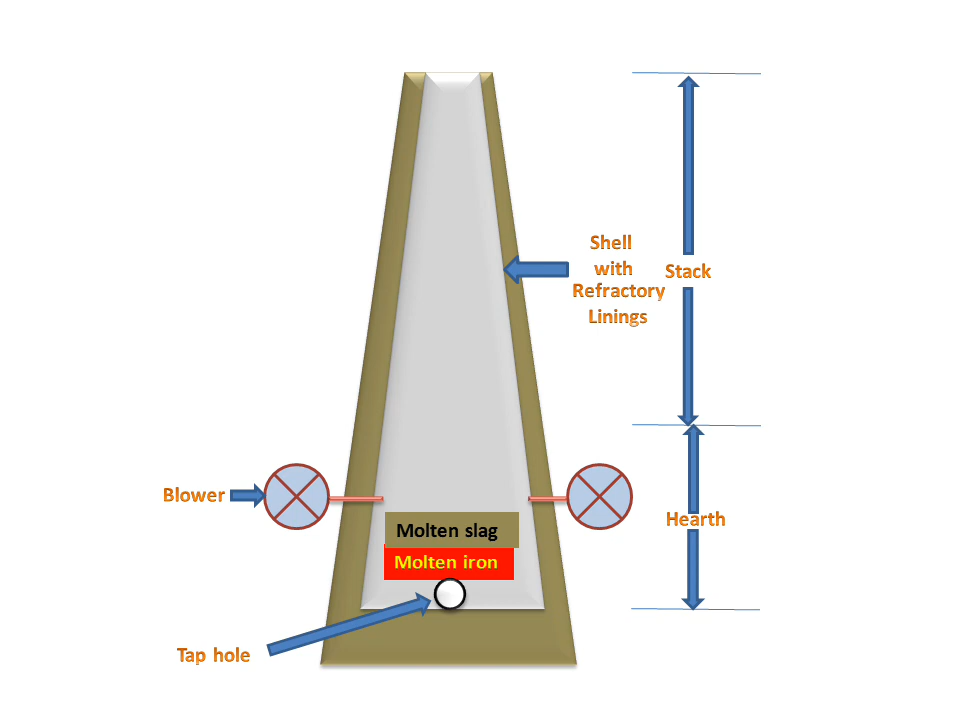 Shell
with
Refractory
Linings
Stack
Blower
Hearth
Molten slag
Molten iron
Tap hole